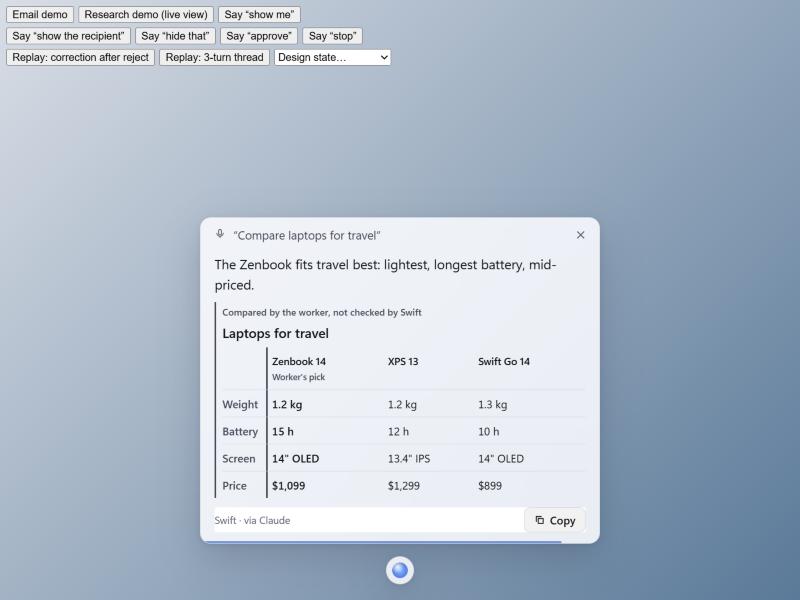 Email demo Research demo (live view) Say “show me”
Say “show the recipient” Say “hide that” Say “approve” Say “stop”
Replay: correction after reject Replay: 3-turn thread Design state…
“Compare laptops for travel”
The Zenbook fits travel best: lightest, longest battery, mid-
priced.
Compared by the worker, not checked by Swift
Laptops for travel
Zenbook 14 XPS 13 Swift Go 14
Worker's pick
Weight 1.2 kg 1.2 kg 1.3 kg
Battery 15 h 12 h 10 h
Screen 14" OLED 13.4" IPS 14" OLED
Price $1,099 $1,299 $899
Swift · via Claude Copy